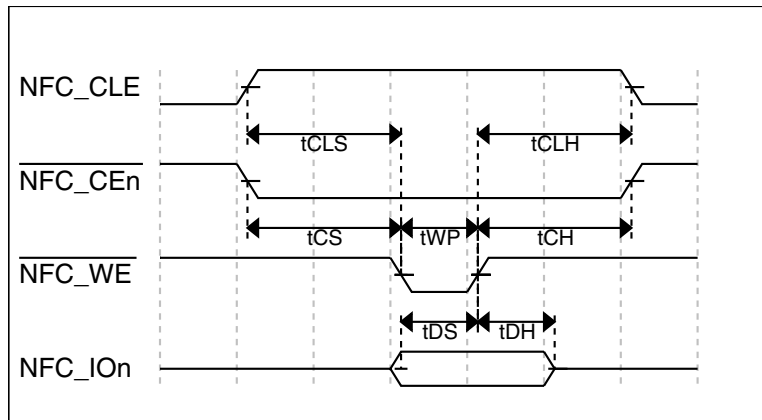 NFC_CLE
tCLS tCLH
NFC_CEn
tCS tWP tCH
NFC_WE
tDS tDH
NFC_IOn